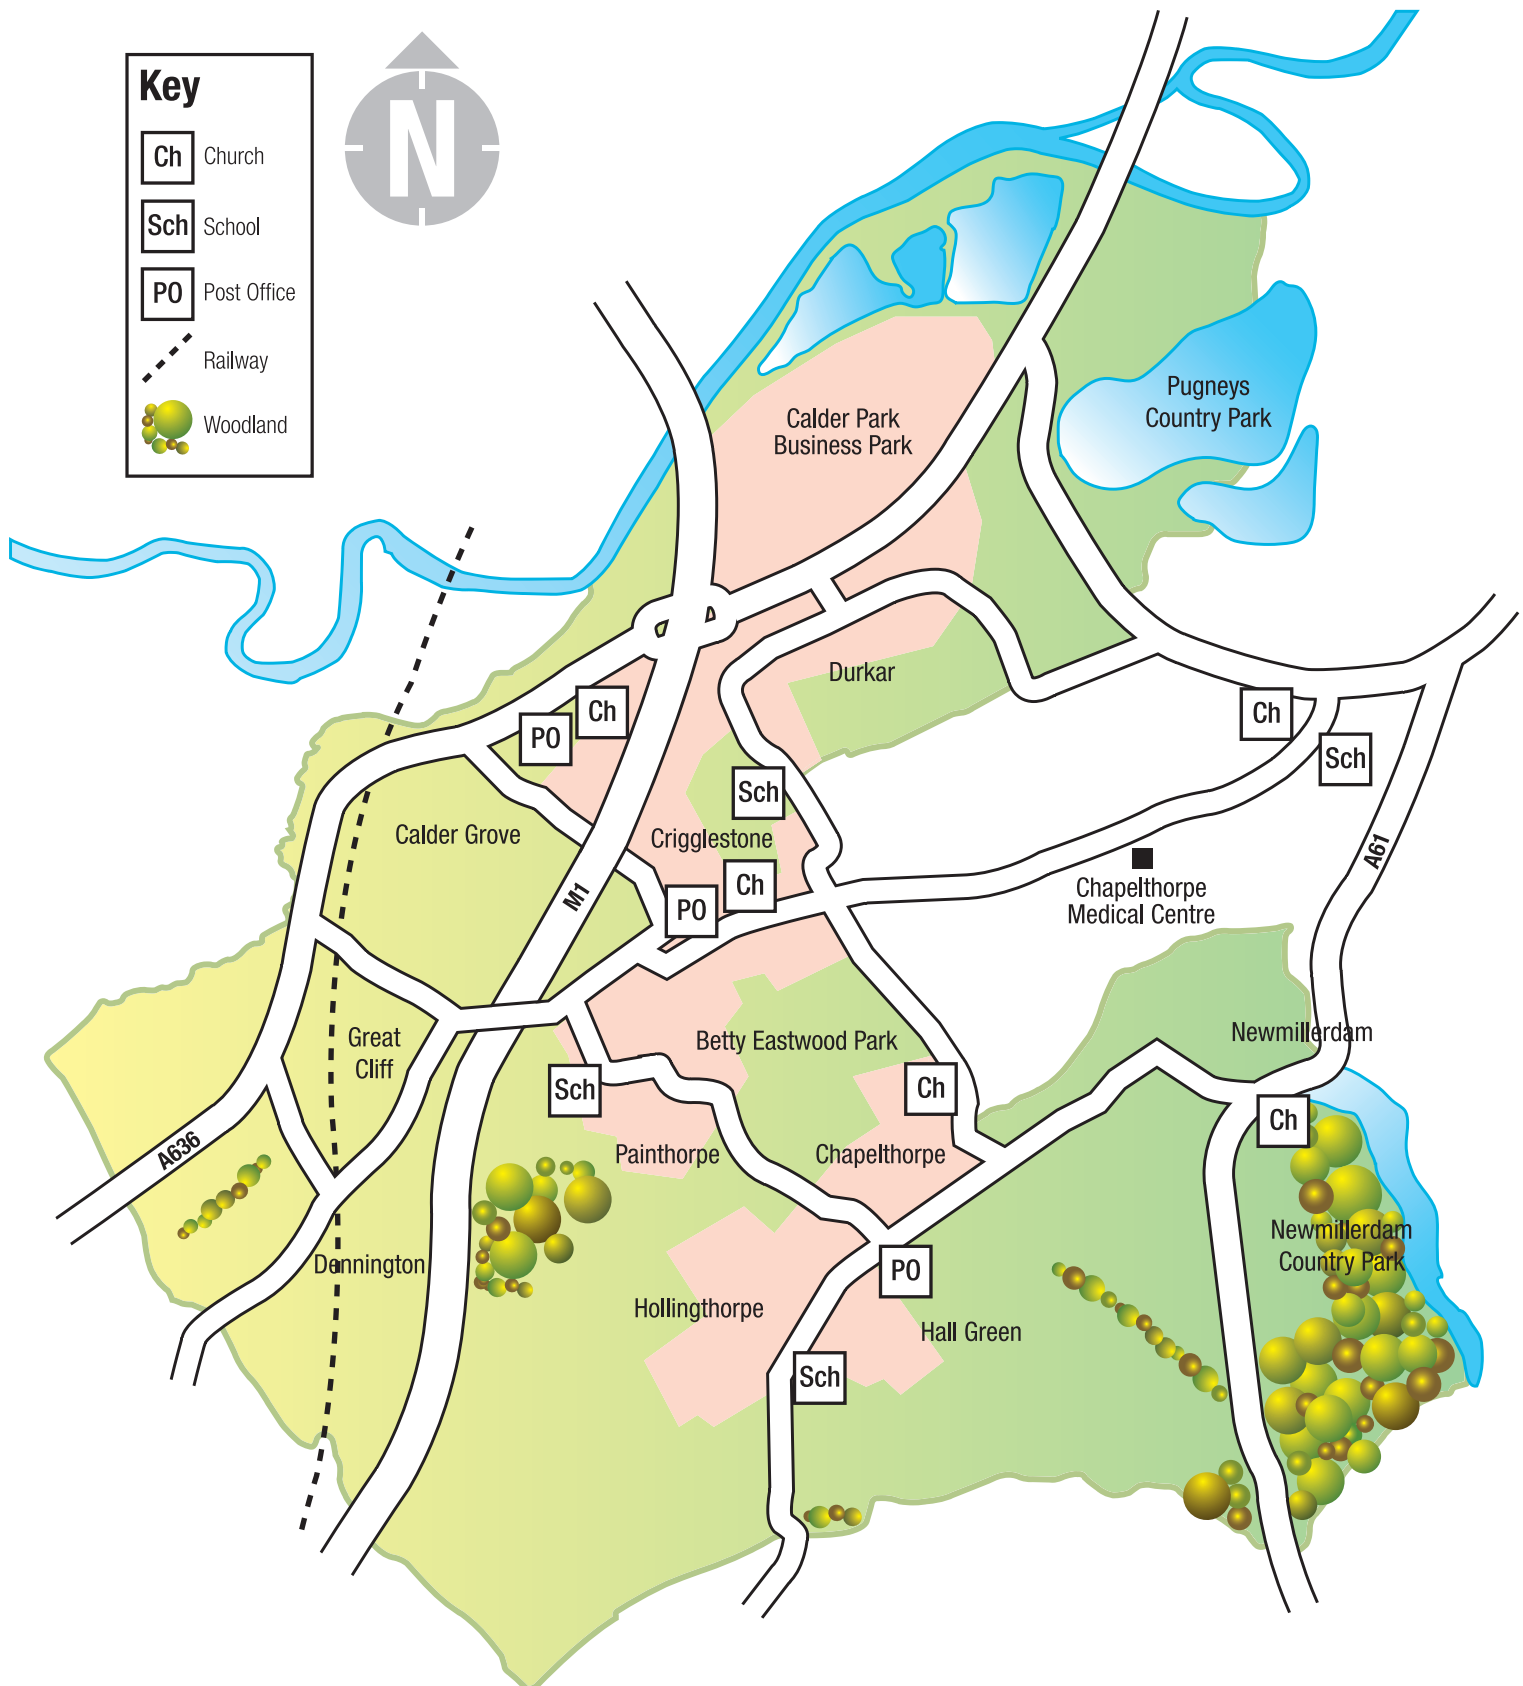 Key
Ch Church
Sch School
PO Post Office
Railway
Woodland
N
Pugneys
Country Park
Calder Park
Business Park
Durkar
Ch
PO
Ch
Sch
Sch
Calder Grove
Crigglestone
A61
Chapelthorpe
Medical Centre
M1
Ch
PO
Great
Cliff
Betty Eastwood Park
Newmillerdam
Sch
Ch
Ch
A636
Painthorpe
Chapelthorpe
Newmillerdam
Country Park
Dennington
PO
Hollingthorpe
Hall Green
Sch